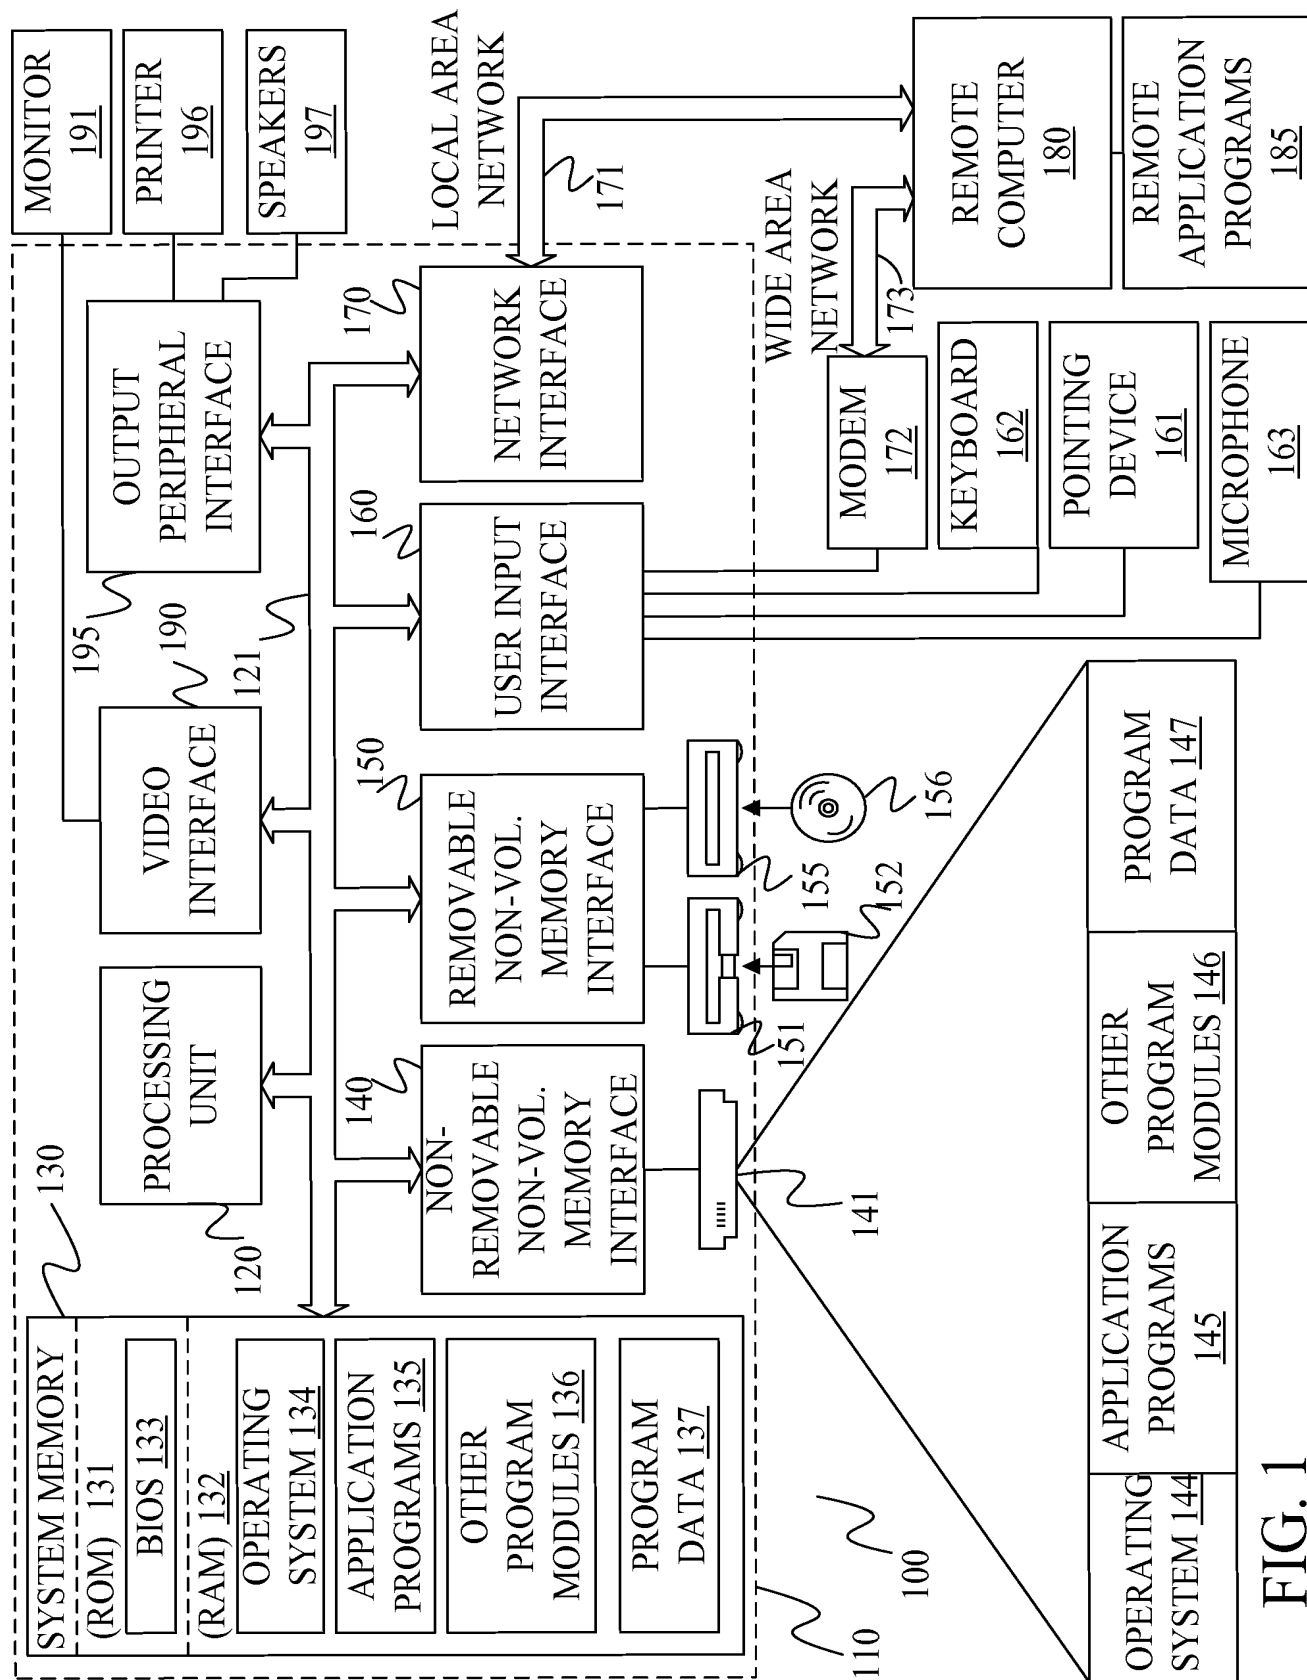 SYSTEM MEMORY
(ROM) 131
BIOS 133
(RAM) 132
OPERATING
SYSTEM 134
APPLICATION
PROGRAMS 135
OTHER
PROGRAM
MODULES 136
PROGRAM
DATA 137
130
120
PROCESSING
UNIT
VIDEO
INTERFACE
190
121
195
OUTPUT
PERIPHERAL
INTERFACE
MONITOR
191
PRINTER
196
SPEAKERS
197
140
NON-
REMOVABLE
NON-VOL.
MEMORY
INTERFACE
150
REMOVABLE
NON-VOL.
MEMORY
INTERFACE
160
USER INPUT
INTERFACE
170
NETWORK
INTERFACE
LOCAL AREA
NETWORK
171
141
151
152
155
156
WIDE AREA
NETWORK
173
MODEM
172
KEYBOARD
162
POINTING
DEVICE
161
MICROPHONE
163
REMOTE
COMPUTER
180
REMOTE
APPLICATION
PROGRAMS
185
110
100
OPERATING
SYSTEM 144
APPLICATION
PROGRAMS
145
OTHER
PROGRAM
MODULES 146
PROGRAM
DATA 147
FIG. 1